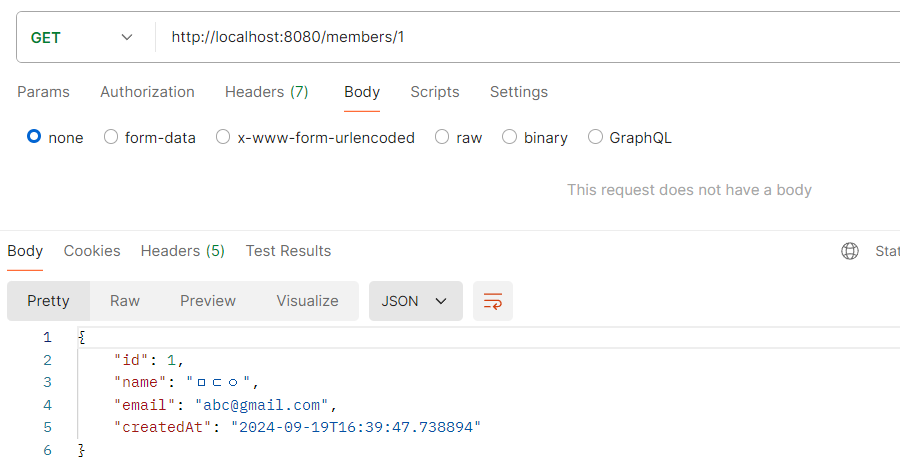 GET http://localhost:8080/members/1
Params Authorization Headers (7) Body Scripts Settings
none form-data x-www-form-urlencoded raw binary GraphQL
This request does not have a body
Body Cookies Headers (5) Test Results Stat
Pretty Raw Preview Visualize JSON
1 {
2 "id": 1,
3 "name": "ㅁㄷㅇ",
4 "email": "abc@gmail.com",
5 "createdAt": "2024-09-19T16:39:47.738894"
6 }